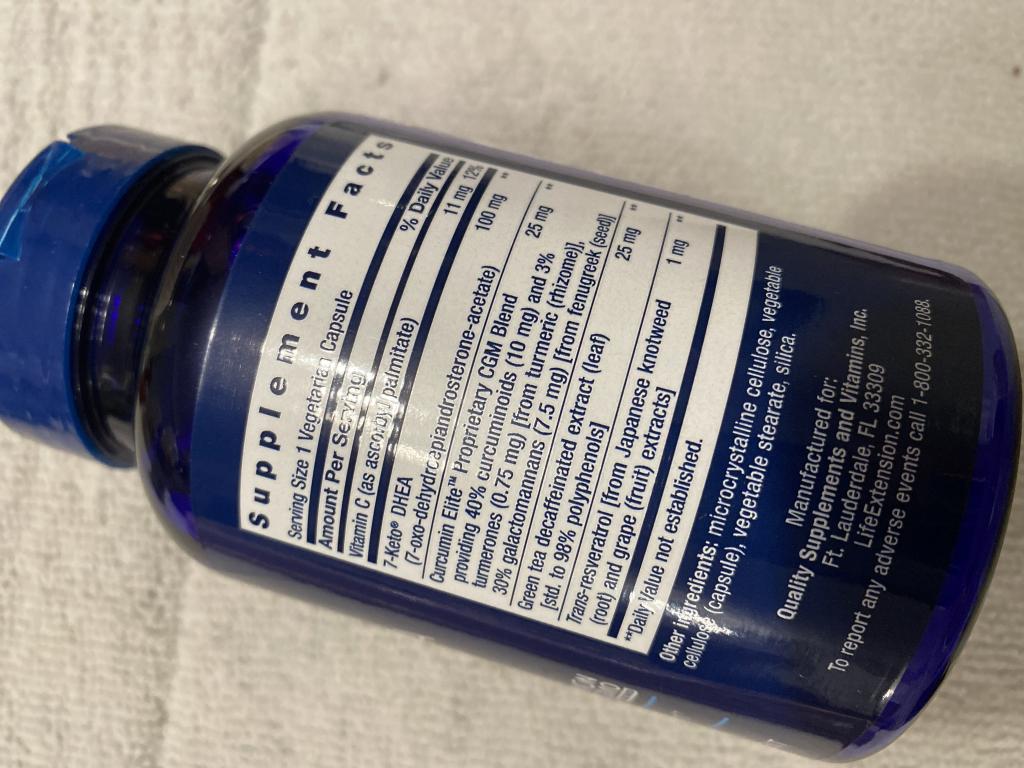 Supplement Facts
Serving Size 1 Vegetarian Capsule
Amount Per Serving % Daily Value
Vitamin C (as ascorbyl palmitate) 11 mg 12%
7-Keto® DHEA 100 mg **
(7-oxo-dehydroepiandrosterone-acetate)
Curcumin Elite™ Proprietary CGM Blend 25 mg **
providing 40% curcuminoids (10 mg) and 3%
turmerones (0.75 mg) [from turmeric (rhizome)],
30% galactomannans (7.5 mg) [from fenugreek (seed)]
Green tea decaffeinated extract (leaf) 25 mg **
[std. to 98% polyphenols]
Trans-resveratrol [from Japanese knotweed 1 mg **
(root) and grape (fruit) extracts]
**Daily Value not established.
Other ingredients: microcrystalline cellulose, vegetable
cellulose (capsule), vegetable stearate, silica.
Manufactured for:
Quality Supplements and Vitamins, Inc.
Ft. Lauderdale, FL 33309
LifeExtension.com
To report any adverse events call 1-800-332-1088.